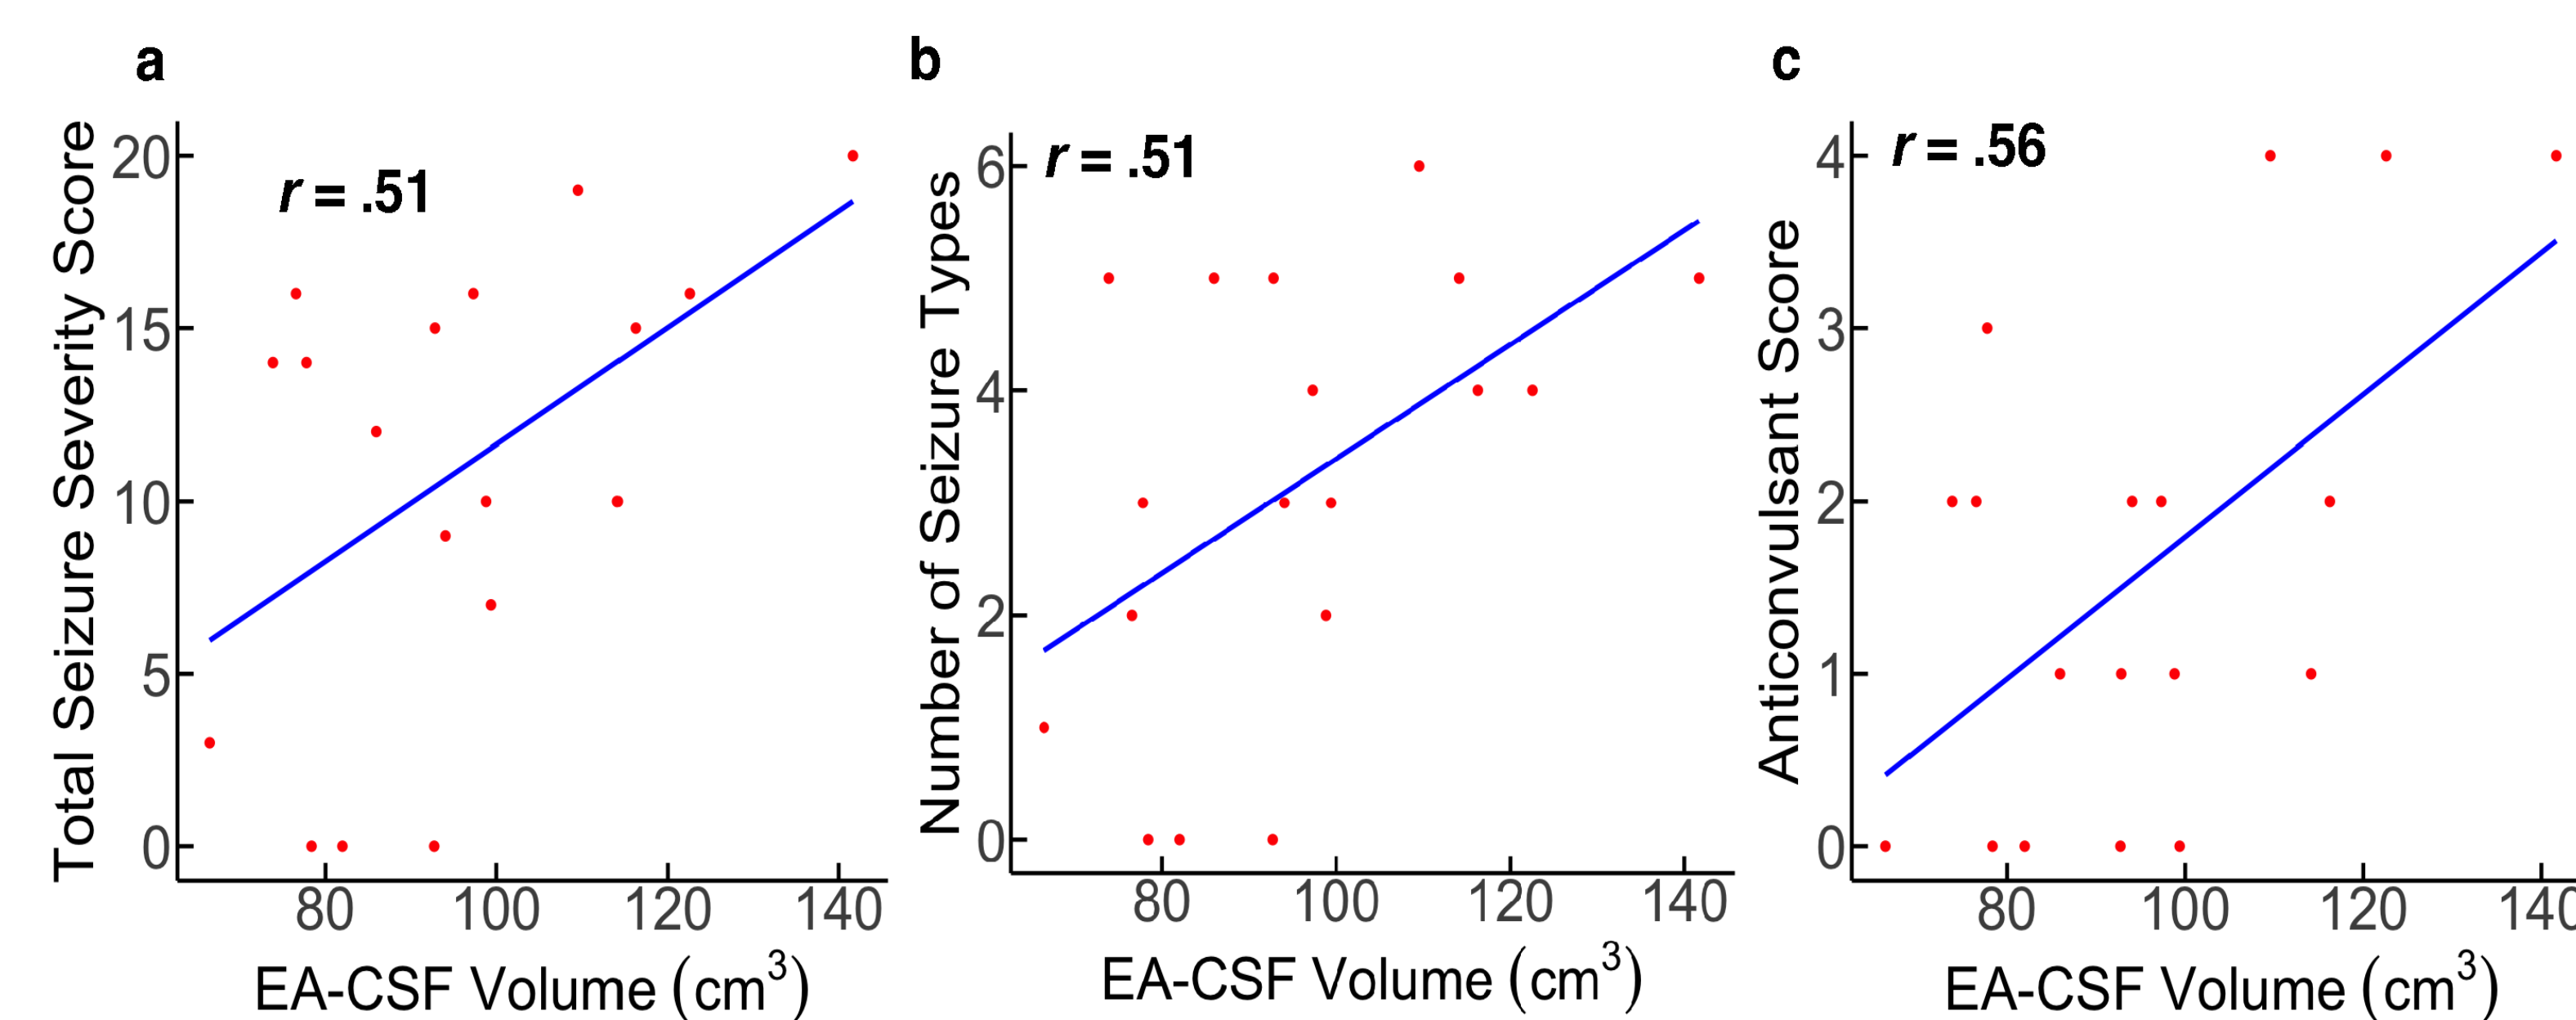 a
Total Seizure Severity Score
20
15
10
5
0
r = .51
80 100 120 140
EA-CSF Volume (cm³)
b
Number of Seizure Types
6
4
2
0
r = .51
80 100 120 140
EA-CSF Volume (cm³)
c
Anticonvulsant Score
4
3
2
1
0
r = .56
80 100 120 140
EA-CSF Volume (cm³)